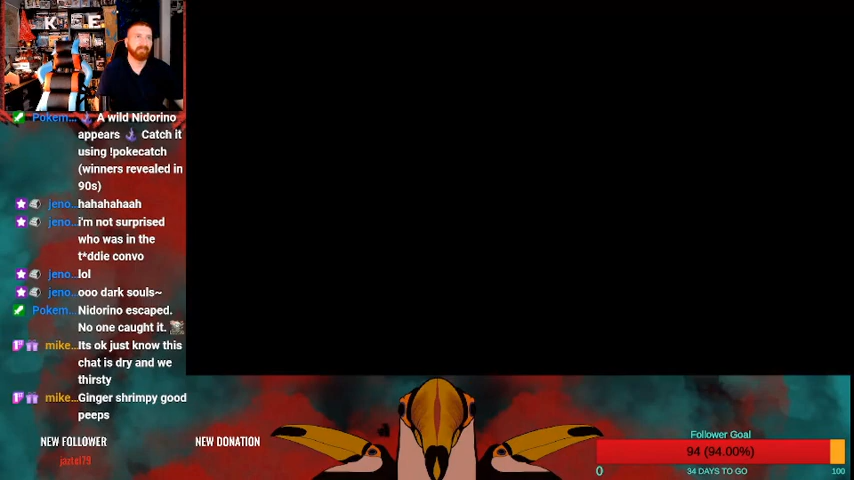 K E
Pokem... A wild Nidorino
appears Catch it
using !pokecatch
(winners revealed in
90s)
jeno...hahahahaah
jeno...i'm not surprised
who was in the
t*ddie convo
jeno...lol
jeno...ooo dark souls~
Pokem...Nidorino escaped.
No one caught it.
mike...Its ok just know this
chat is dry and we
thirsty
mike...Ginger shrimpy good
peeps
NEW FOLLOWER
jaztel79
NEW DONATION
Follower Goal
94 (94.00%)
0 34 DAYS TO GO 100